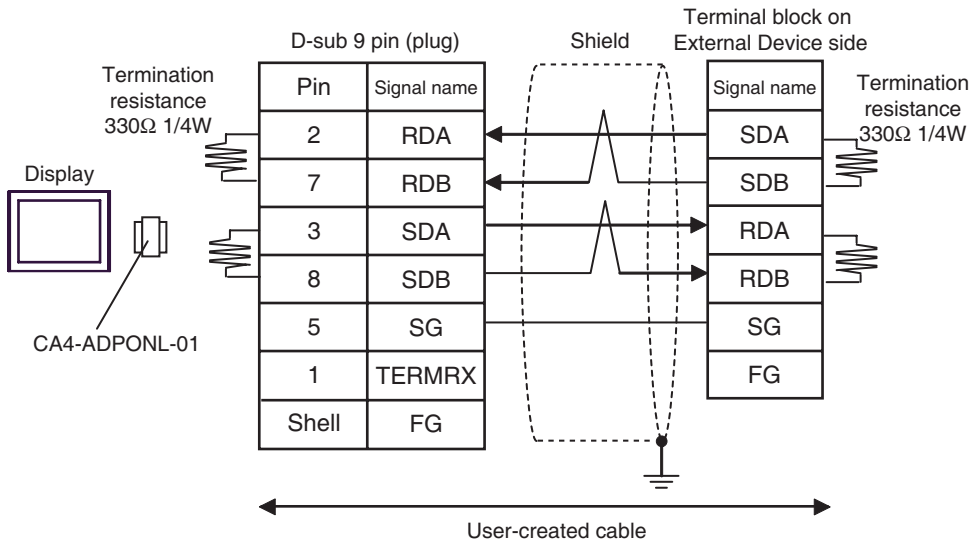 Terminal block on
External Device side
D-sub 9 pin (plug)
Shield
Termination
resistance
330Ω 1/4W
Pin Signal name
2 RDA
7 RDB
3 SDA
8 SDB
5 SG
1 TERMRX
Shell FG
Signal name
SDA
SDB
RDA
RDB
SG
FG
Termination
resistance
330Ω 1/4W
Display
CA4-ADPONL-01
User-created cable